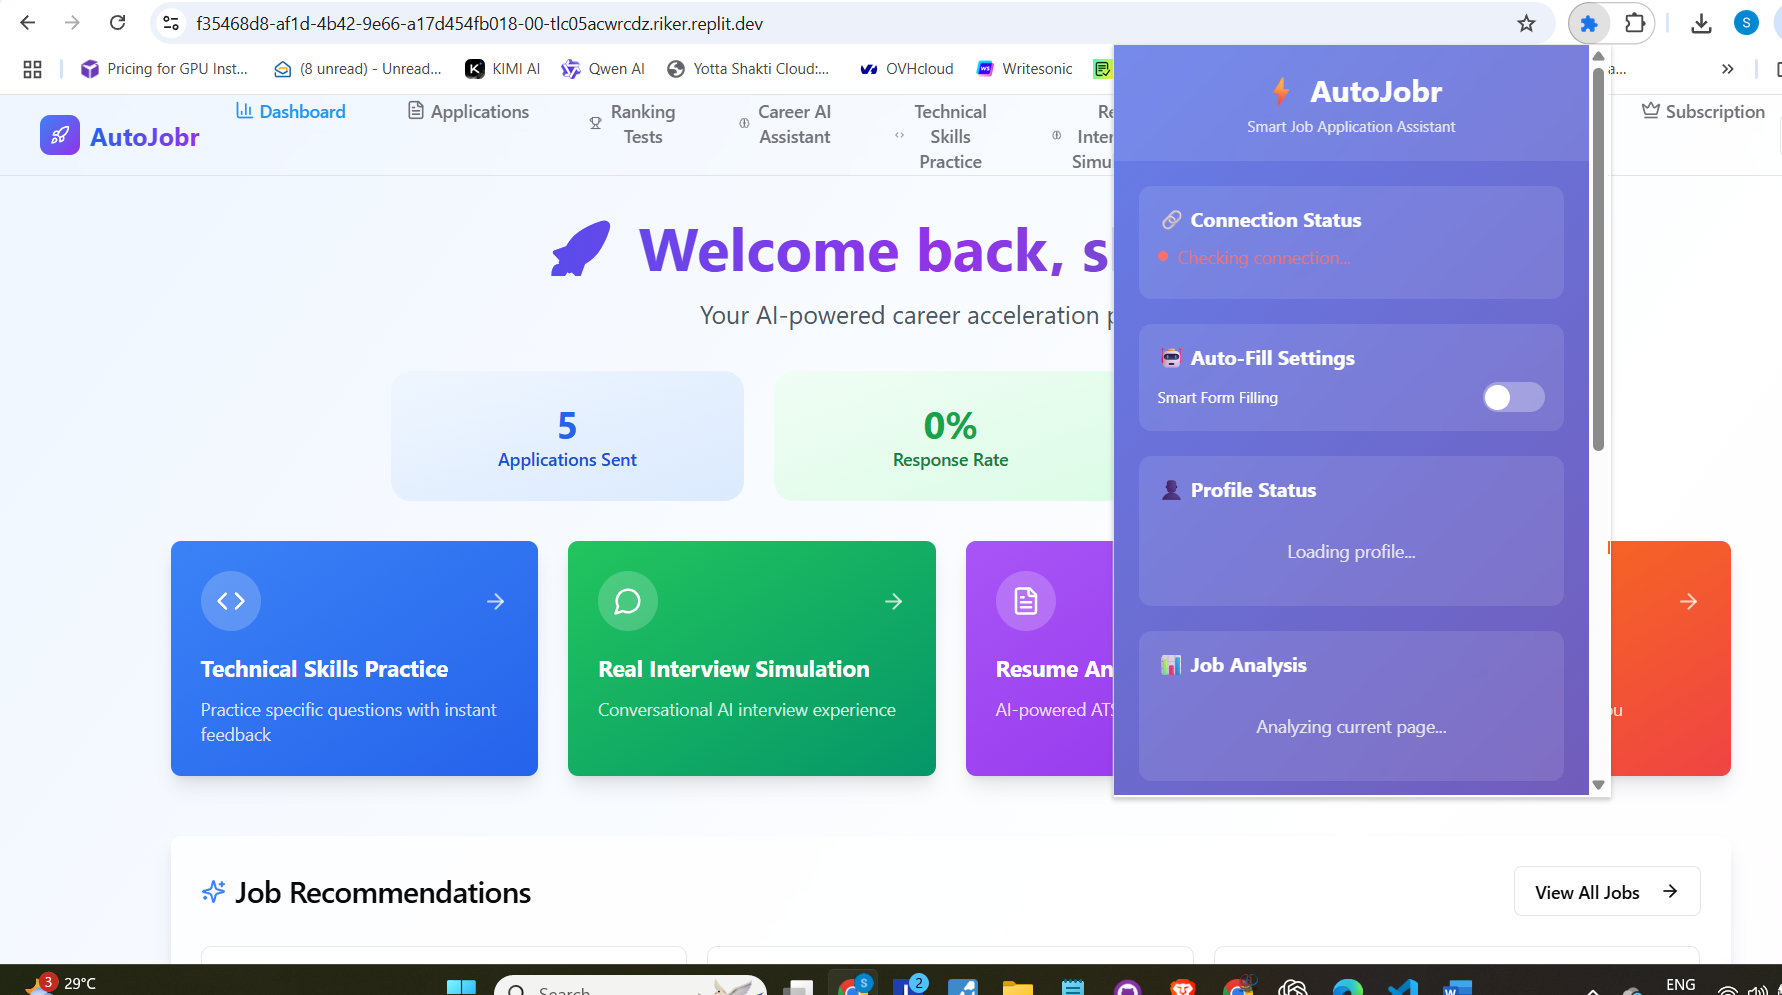 f35468d8-af1d-4b42-9e66-a17d454fb018-00-tlc05acwrcdz.riker.replit.dev
S
Pricing for GPU Inst...
(8 unread) - Unread...
KIMI AI
Qwen AI
Yotta Shakti Cloud:...
OVHcloud
Writesonic
a...
»
AutoJobr
Dashboard
Applications
Ranking
Tests
Career AI
Assistant
Technical
Skills
Practice
Re
Inter
Simu
Subscription
AutoJobr
Smart Job Application Assistant
Connection Status
Checking connection...
Auto-Fill Settings
Smart Form Filling
Profile Status
Loading profile...
Job Analysis
Analyzing current page...
Welcome back, s
Your AI-powered career acceleration p
5
Applications Sent
0%
Response Rate
Technical Skills Practice
Practice specific questions with instant
feedback
Real Interview Simulation
Conversational AI interview experience
Resume An
AI-powered ATS
ou
Job Recommendations
View All Jobs
3
29°C
Search
S
2
ENG